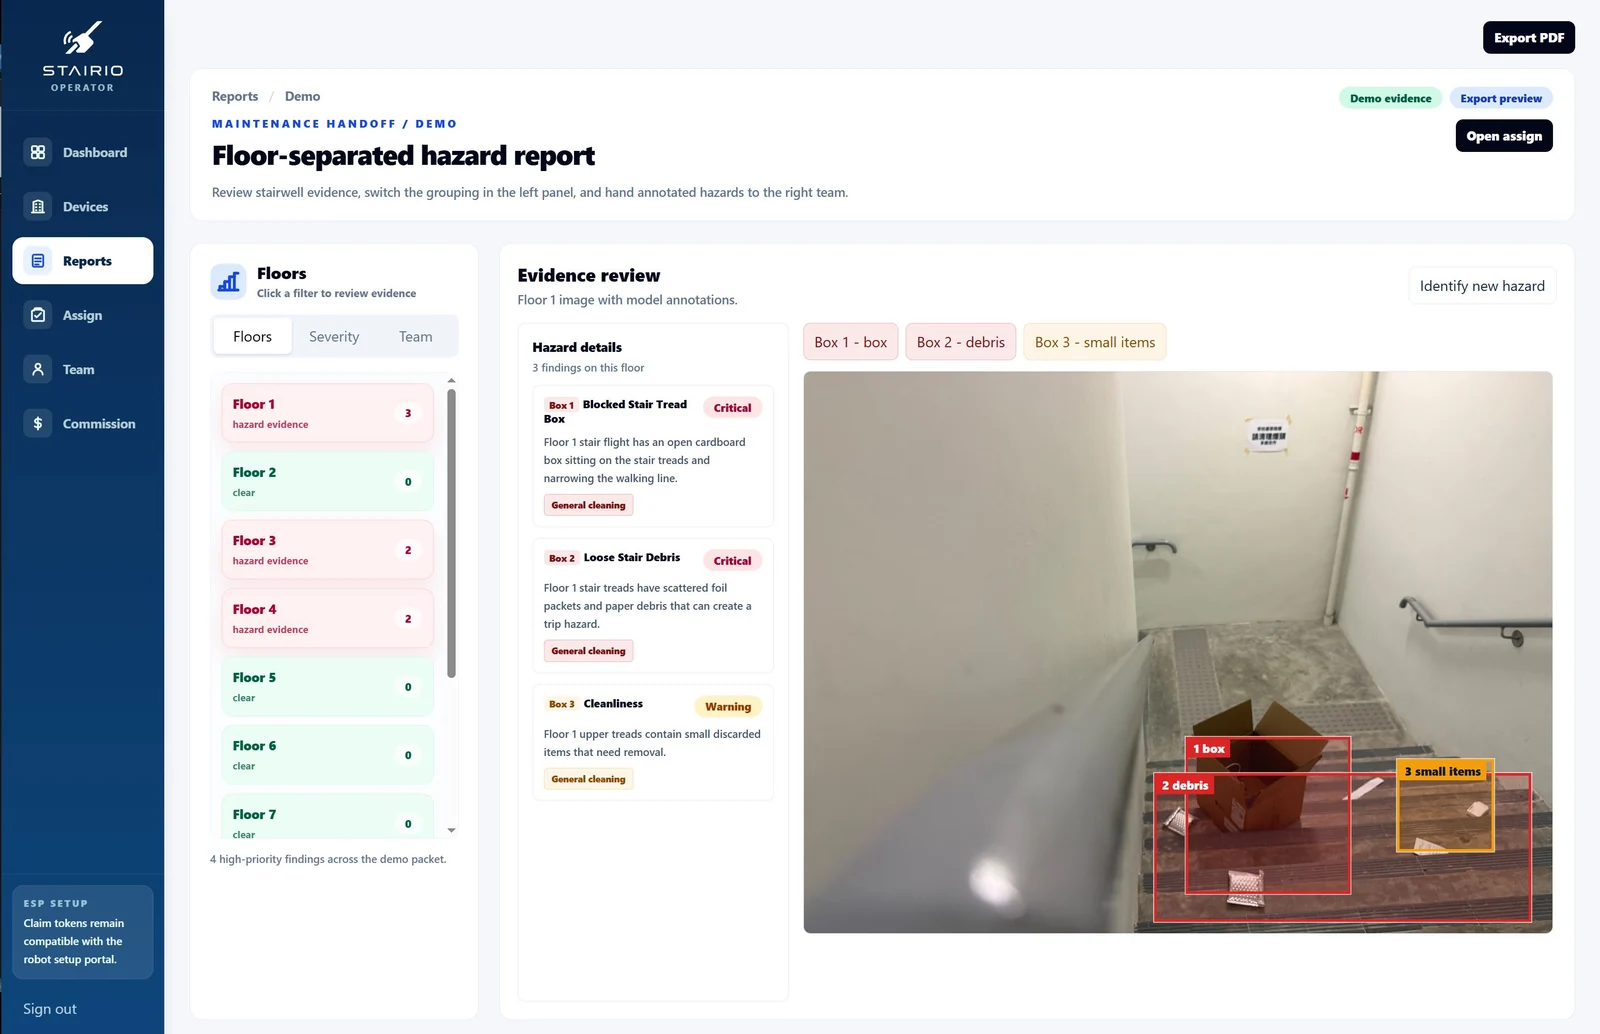 STAIRIO
OPERATOR
Dashboard
Devices
Reports
Assign
Team
Commission
ESP SETUP
Claim tokens remain
compatible with the
robot setup portal.
Sign out
Export PDF
Reports / Demo
MAINTENANCE HANDOFF / DEMO
Floor-separated hazard report
Review stairwell evidence, switch the grouping in the left panel, and hand annotated hazards to the right team.
Demo evidence
Export preview
Open assign
Floors
Click a filter to review evidence
Floors Severity Team
Floor 1
hazard evidence
3
Floor 2
clear
0
Floor 3
hazard evidence
2
Floor 4
hazard evidence
2
Floor 5
clear
0
Floor 6
clear
0
Floor 7
clear
0
4 high-priority findings across the demo packet.
Evidence review
Floor 1 image with model annotations.
Identify new hazard
Hazard details
3 findings on this floor
Box 1 Blocked Stair Tread
Box
Critical
Floor 1 stair flight has an open cardboard
box sitting on the stair treads and
narrowing the walking line.
General cleaning
Box 2 Loose Stair Debris
Critical
Floor 1 stair treads have scattered foil
packets and paper debris that can create a
trip hazard.
General cleaning
Box 3 Cleanliness
Warning
Floor 1 upper treads contain small discarded
items that need removal.
General cleaning
Box 1 - box
Box 2 - debris
Box 3 - small items
1 box
2 debris
3 small items